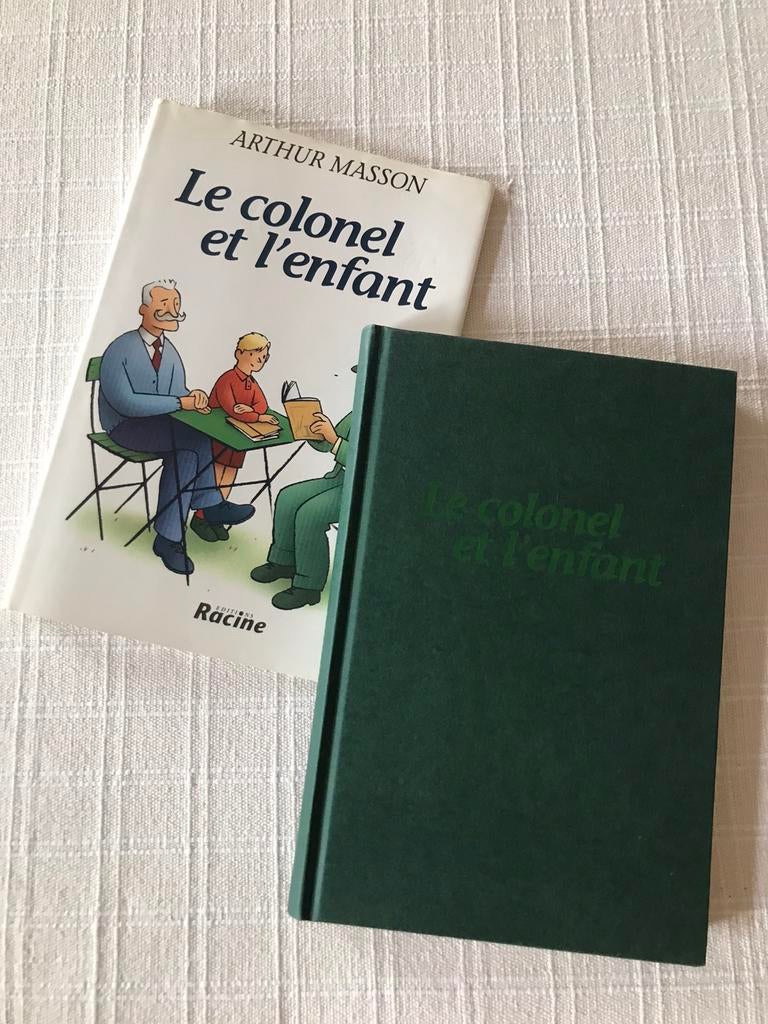 ARTHUR MASSON
Le colonel
et l'enfant
EDITIONS
Racine
Le colonel
et l'enfant